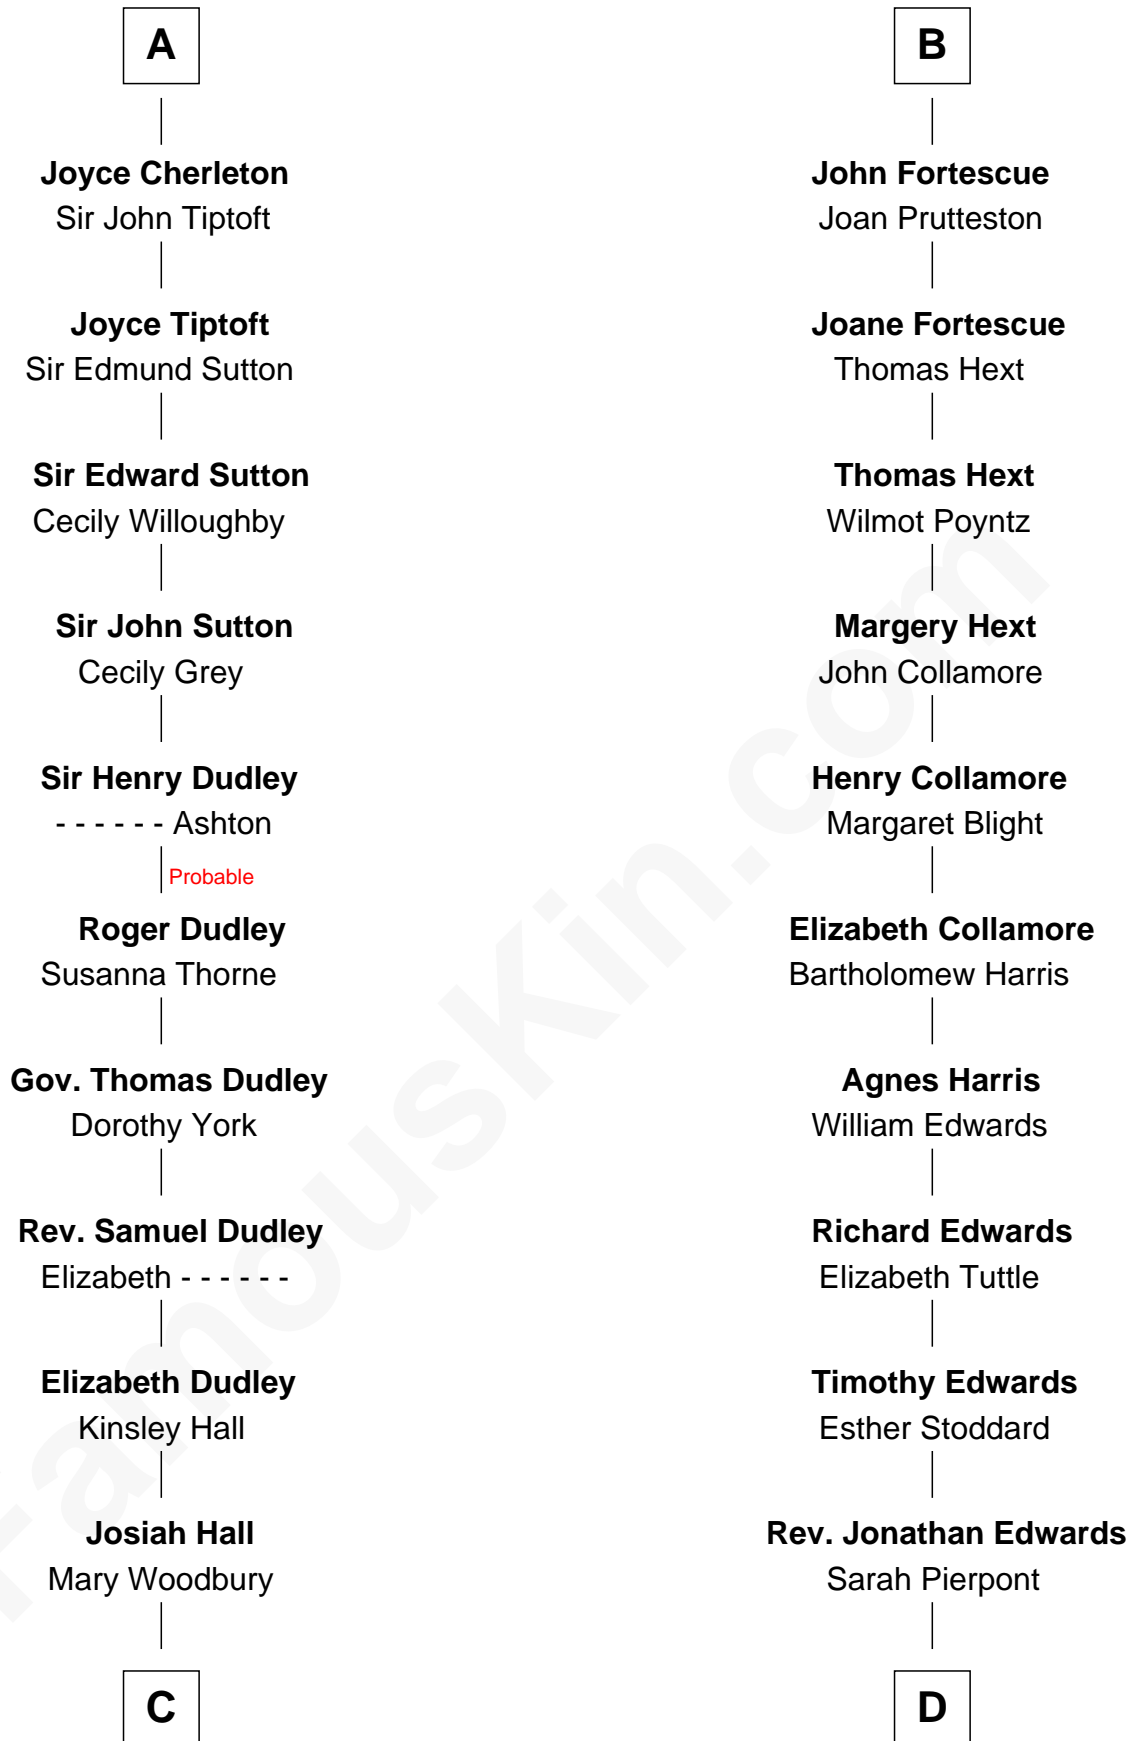 A
Joyce Cherleton
Sir John Tiptoft
Joyce Tiptoft
Sir Edmund Sutton
Sir Edward Sutton
Cecily Willoughby
Sir John Sutton
Cecily Grey
Sir Henry Dudley
- - - - - - Ashton
Probable
Roger Dudley
Susanna Thorne
Gov. Thomas Dudley
Dorothy York
Rev. Samuel Dudley
Elizabeth - - - - - -
Elizabeth Dudley
Kinsley Hall
Josiah Hall
Mary Woodbury
C
B
John Fortescue
Joan Prutteston
Joane Fortescue
Thomas Hext
Thomas Hext
Wilmot Poyntz
Margery Hext
John Collamore
Henry Collamore
Margaret Blight
Elizabeth Collamore
Bartholomew Harris
Agnes Harris
William Edwards
Richard Edwards
Elizabeth Tuttle
Timothy Edwards
Esther Stoddard
Rev. Jonathan Edwards
Sarah Pierpont
D
FamousKin.com